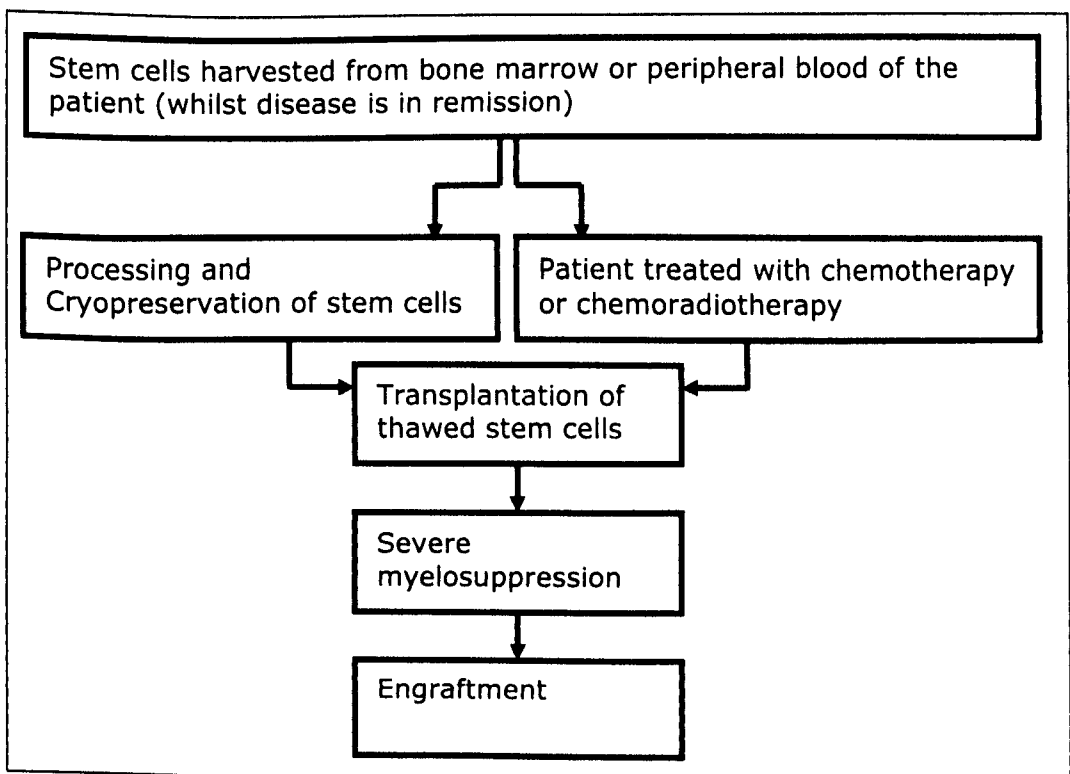 Stem cells harvested from bone marrow or peripheral blood of the
patient (whilst disease is in remission)
Processing and
Cryopreservation of stem cells
Patient treated with chemotherapy
or chemoradiotherapy
Transplantation of
thawed stem cells
Severe
myelosuppression
Engraftment